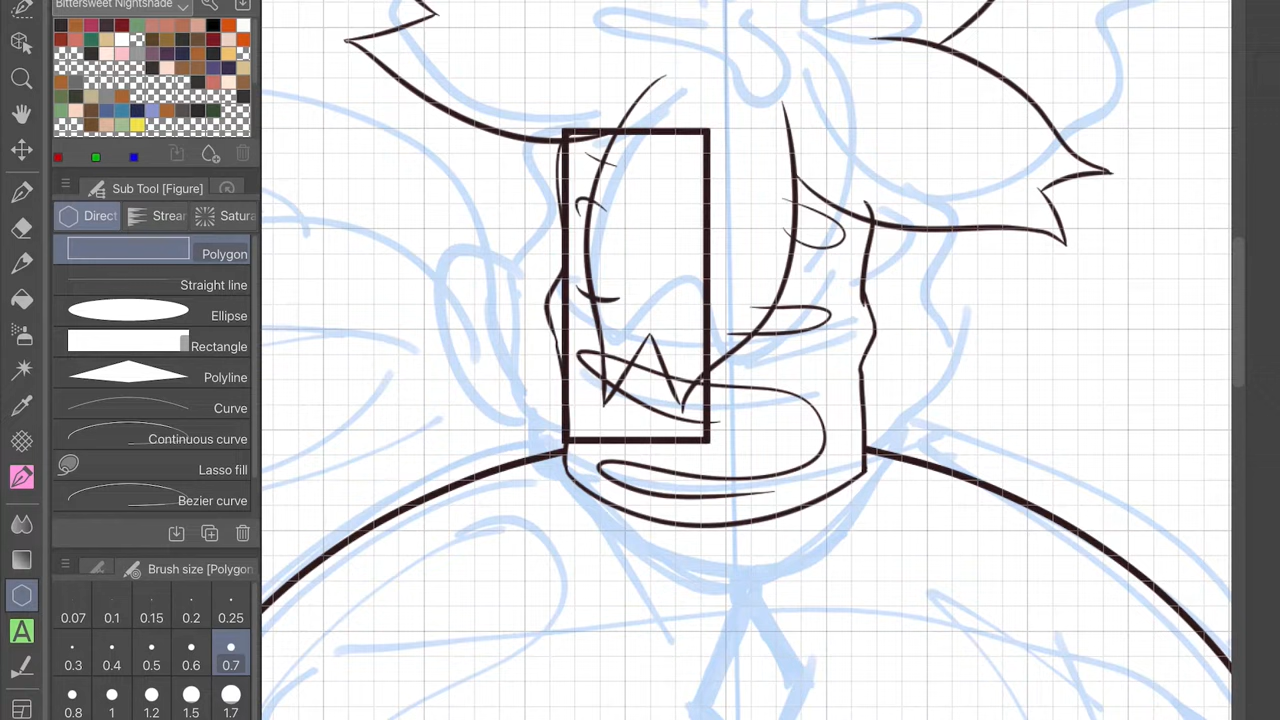 Bittersweet Nightshade
Sub Tool [Figure]
Direct Strear Satura
Polygon
Straight line
Ellipse
Rectangle
Polyline
Curve
Continuous curve
Lasso fill
Bezier curve
Brush size [Polygon
0.07 0.1 0.15 0.2 0.25
0.3 0.4 0.5 0.6 0.7
0.8 1 1.2 1.5 1.7
A